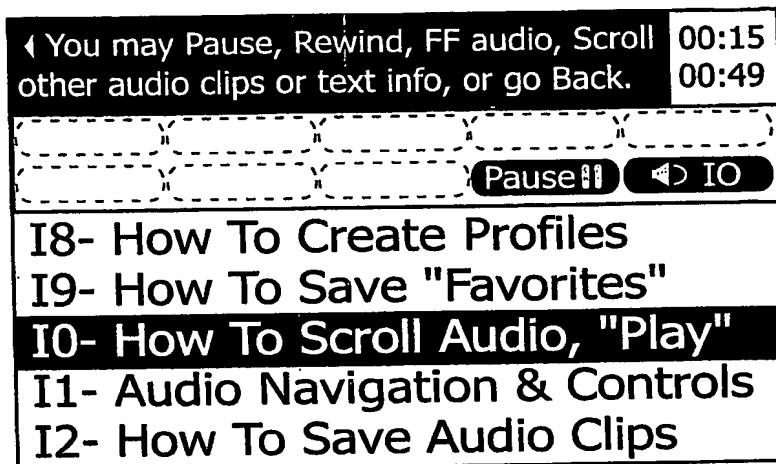 You may Pause, Rewind, FF audio, Scroll
other audio clips or text info, or go Back.
00:15
00:49
Pause
IO
I8- How To Create Profiles
I9- How To Save "Favorites"
I0- How To Scroll Audio, "Play"
I1- Audio Navigation & Controls
I2- How To Save Audio Clips